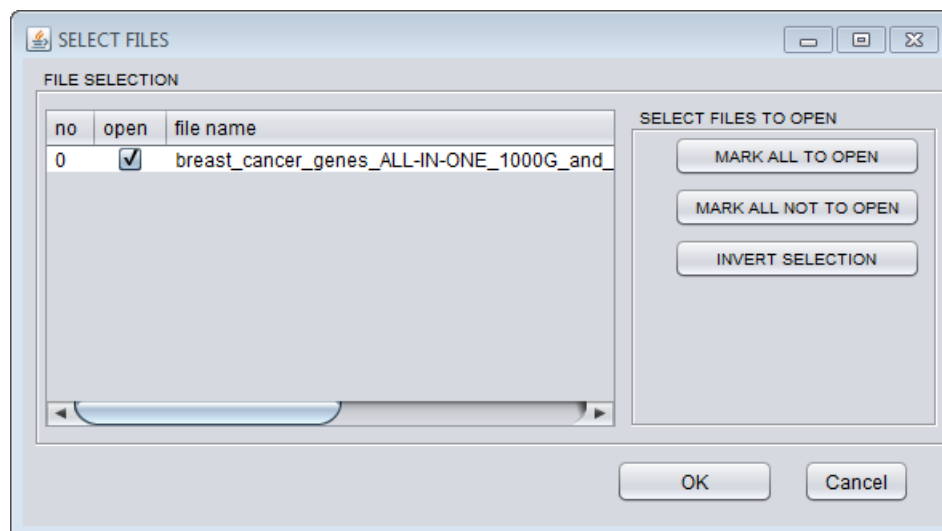 SELECT FILES
FILE SELECTION
no open file name
0 breast_cancer_genes_ALL-IN-ONE_1000G_and_
SELECT FILES TO OPEN
MARK ALL TO OPEN
MARK ALL NOT TO OPEN
INVERT SELECTION
OK Cancel